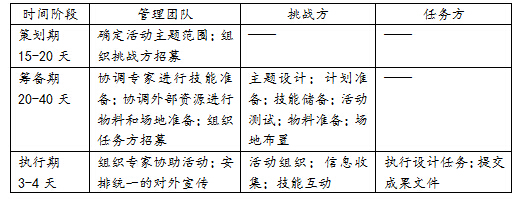 时间阶段 管理团队 挑战方 任务方
策划期 确定活动主题范围；组 —— ——
15-20 天 织挑战方招募
筹备期 协调专家进行技能准 主题设计； 计划准 ——
20-40 天 备；协调外部资源进行 备；技能储备；活动
物料和场地准备；组织 测试；物料准备；场
任务方招募 地布置
执行期 组织专家协助活动；安 活动组织； 信息收 执行设计任务；提交
3-4 天 排统一的对外宣传 集；技能互动 成果文件